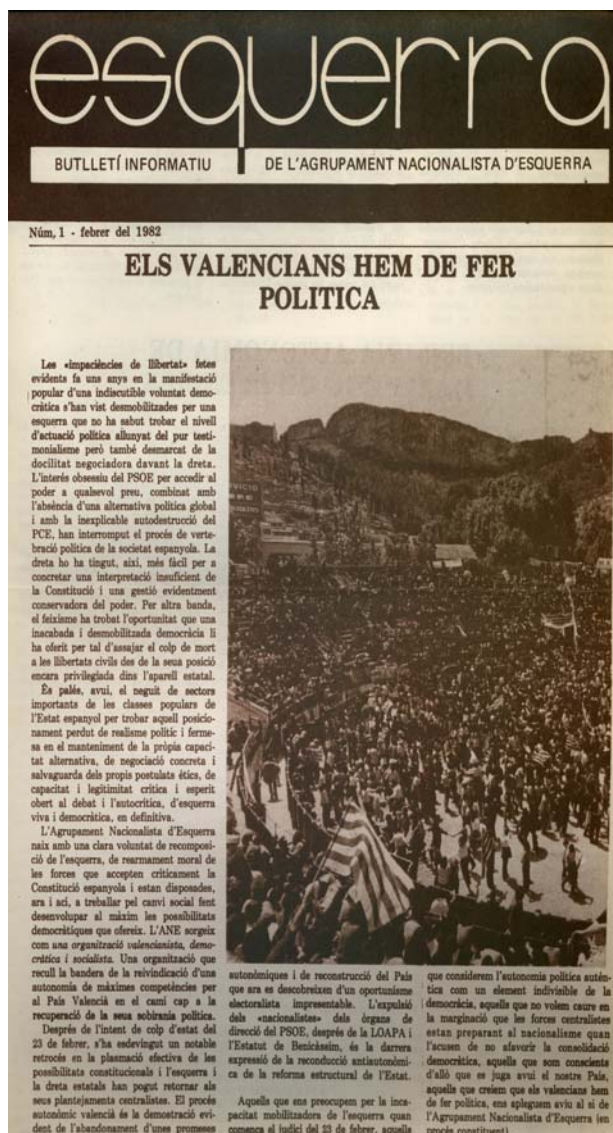 esquerra
BUTLLETÍ INFORMATIU
DE L'AGRUPAMENT NACIONALISTA D'ESQUERRA
Núm, 1 - febrer del 1982
ELS VALENCIANS HEM DE FER
POLITICA
Les «impaciències de llibertat» fetes
evidents fa uns anys en la manifestació
popular d'una indiscutible voluntat demo-
cràtica s'han vist desmobilitzades per una
esquerra que no ha sabut trobar el nivell
d'actuació política allunyat del pur testi-
monialisme però també desmarcat de la
docilitat negociadora davant la dreta.
L'interés obsessiu del PSOE per accedir al
poder a qualsevol preu, combinat amb
l'absència d'una alternativa política global
i amb la inexplicable autodestrucció del
PCE, han interromput el procés de verte-
bració política de la societat espanyola. La
dreta ho ha tingut, així, més fàcil per a
concretar una interpretació insuficient de
la Constitució i una gestió evidentment
conservadora del poder. Per altra banda,
el feixisme ha trobat l'oportunitat que una
inacabada i desmobilitzada democràcia li
ha oferit per tal d'assajar el colp de mort
a les llibertats civils des de la seua posició
encara privilegiada dins l'aparell estatal.
És palés, avui, el neguit de sectors
importants de les classes populars de
l'Estat espanyol per trobar aquell posicio-
nament perdut de realisme polític i ferme-
sa en el manteniment de la pròpia capaci-
tat alternativa, de negociació concreta i
salvaguarda dels propis postulats ètics, de
capacitat i legitimitat crítica i esperit
obert al debat i l'autocrítica, d'esquerra
viva i democràtica, en definitiva.
L'Agrupament Nacionalista d'Esquerra
naix amb una clara voluntat de recomposi-
ció de l'esquerra, de rearmament moral de
les forces que accepten críticament la
Constitució espanyola i estan disposades,
ara i ací, a treballar pel canvi social fent
desenvolupar al màxim les possibilitats
democràtiques que ofereix. L'ANE sorgeix
com una organització valencianista, demo-
cràtica i socialista. Una organització que
recull la bandera de la reivindicació d'una
autonomia de màximes competències per
al País Valencià en el camí cap a la
recuperació de la seua sobirania política.
Després de l'intent de colp d'estat del
23 de febrer, s'ha esdevingut un notable
retrocés en la plasmació efectiva de les
possibilitats constitucionals i l'esquerra i
la dreta estatals han pogut retornar als
seus plantejaments centralistes. El procés
autonòmic valencià és la demostració evi-
dent de l'abandonament d'unes promeses
autonòmiques i de reconstrucció del País
que ara es descobreixen d'un oportunisme
electoralista impresentable. L'expulsió
dels «nacionalistes» dels òrgans de
direcció del PSOE, després de la LOAPA i
l'Estatut de Benicàssim, és la darrera
expressió de la reconducció antiautonòmi-
ca de la reforma estructural de l'Estat.
Aquells que ens preocupem per la inca-
pacitat mobilitzadora de l'esquerra quan
comença el judici del 23 de febrer, aquells
que considerem l'autonomia política autén-
tica com un element indivisible de la
democràcia, aquells que no volem caure en
la marginació que les forces centralistes
estan preparant al nacionalisme quan
l'acusen de no afavorir la consolidació
democràtica, aquells que som conscients
d'allò que es juga avui el nostre País,
aquells que creiem que els valencians hem
de fer política, ens apleguem aviu al si de
l'Agrupament Nacionalista d'Esquerra (en
procés constituent).